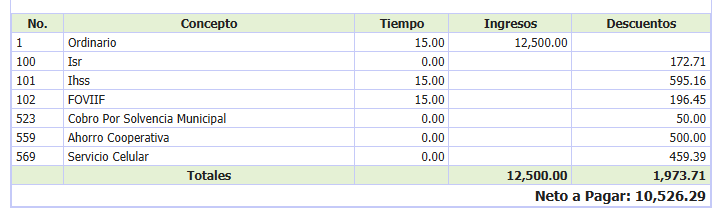 No. Concepto Tiempo Ingresos Descuentos
1 Ordinario 15.00 12,500.00
100 Isr 0.00 172.71
101 Ihss 15.00 595.16
102 FOVIIF 15.00 196.45
523 Cobro Por Solvencia Municipal 0.00 50.00
559 Ahorro Cooperativa 0.00 500.00
569 Servicio Celular 0.00 459.39
Totales 12,500.00 1,973.71
Neto a Pagar: 10,526.29